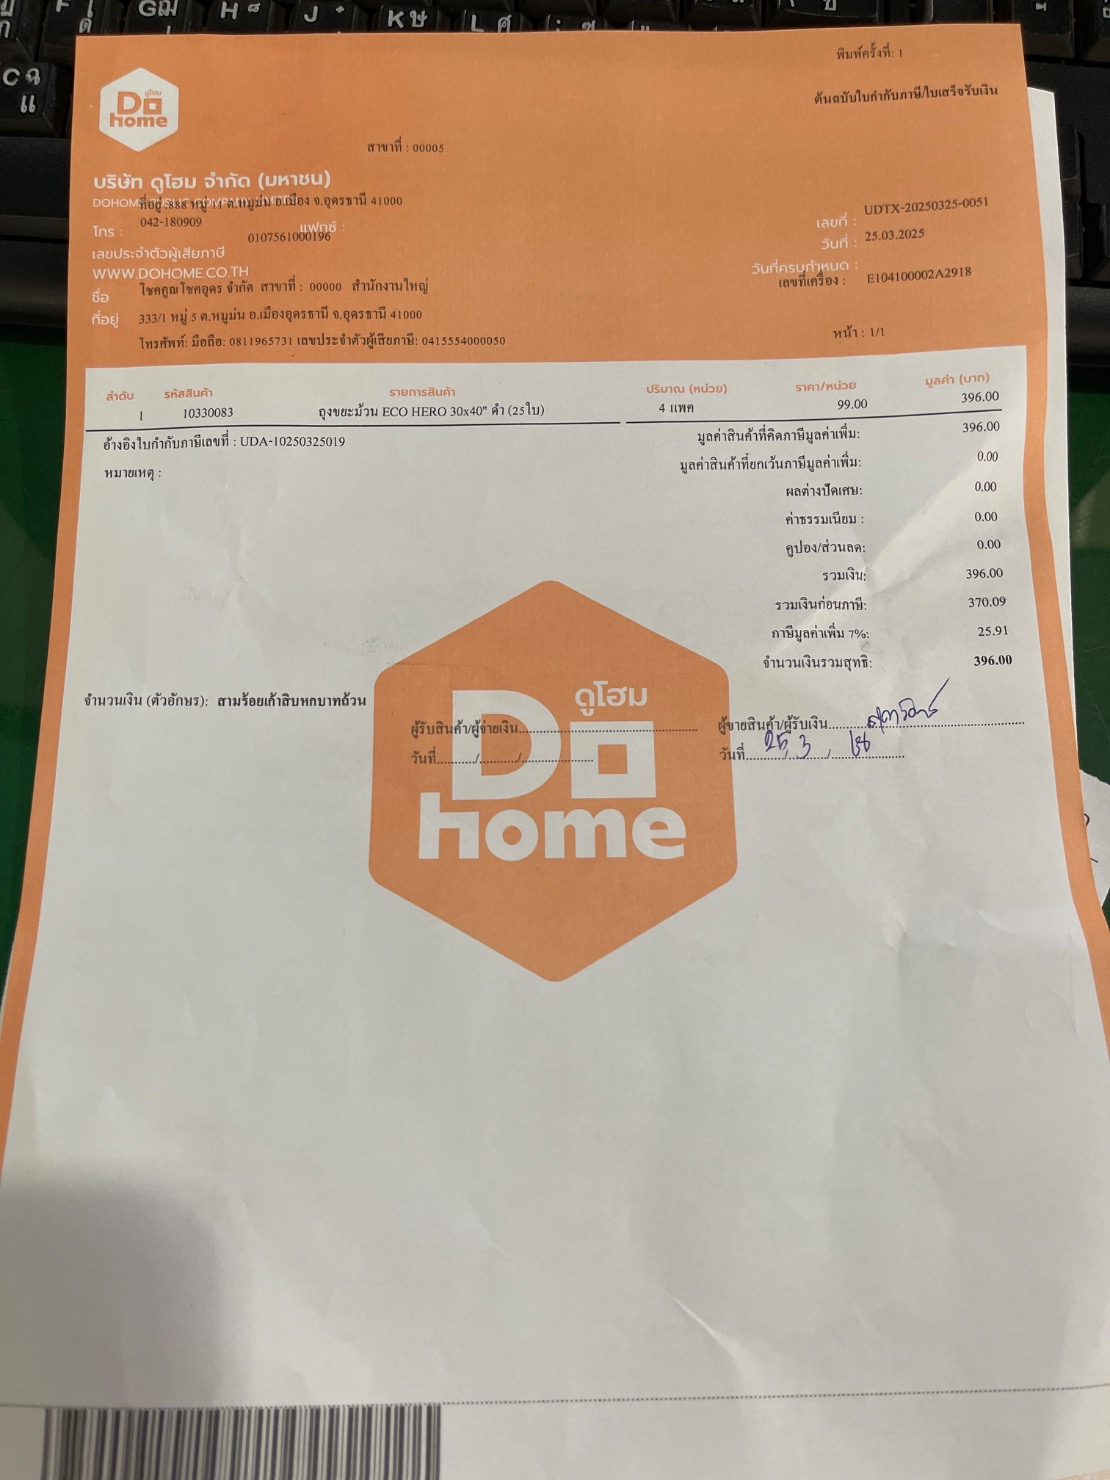 พิมพ์ครั้งที่: 1
ต้นฉบับใบกำกับภาษี/ใบเสร็จรับเงิน
ดูโฮม
Do
home
สาขาที่ : 00005
บริษัท ดูโฮม จำกัด (มหาชน)
ที่อยู่ : 888 หมู่ 11 ต.หมูม่น อ.เมือง จ.อุดรธานี 41000
โทร : 042-180909 แฟกซ์ :
เลขประจำตัวผู้เสียภาษี 0107561000196
WWW.DOHOME.CO.TH
เลขที่ : UDTX-20250325-0051
วันที่ : 25.03.2025
วันที่ครบกำหนด :
เลขที่เครื่อง : E104100002A2918
ชื่อ โชคคูณโชคอุดร จำกัด สาขาที่ : 00000 สำนักงานใหญ่
ที่อยู่ 333/1 หมู่ 5 ต.หมูม่น อ.เมืองอุดรธานี จ.อุดรธานี 41000
โทรศัพท์: มือถือ: 0811965731 เลขประจำตัวผู้เสียภาษี: 0415554000050
หน้า : 1/1
ลำดับ รหัสสินค้า รายการสินค้า ปริมาณ (หน่วย) ราคา/หน่วย มูลค่า (บาท)
1 10330083 ถุงขยะม้วน ECO HERO 30x40" ดำ (25ใบ) 4 แพค 99.00 396.00
อ้างอิงใบกำกับภาษีเลขที่ : UDA-10250325019
หมายเหตุ :
มูลค่าสินค้าที่คิดภาษีมูลค่าเพิ่ม: 396.00
มูลค่าสินค้าที่ยกเว้นภาษีมูลค่าเพิ่ม: 0.00
ผลต่างปัดเศษ: 0.00
ค่าธรรมเนียม : 0.00
คูปอง/ส่วนลด: 0.00
รวมเงิน: 396.00
รวมเงินก่อนภาษี: 370.09
ภาษีมูลค่าเพิ่ม 7%: 25.91
จำนวนเงินรวมสุทธิ: 396.00
จำนวนเงิน (ตัวอักษร): สามร้อยเก้าสิบหกบาทถ้วน
ผู้รับสินค้า/ผู้จ่ายเงิน
วันที่ / /
ผู้ขายสินค้า/ผู้รับเงิน
วันที่ 25 / 3 / 68
ดูโฮม
Do
home